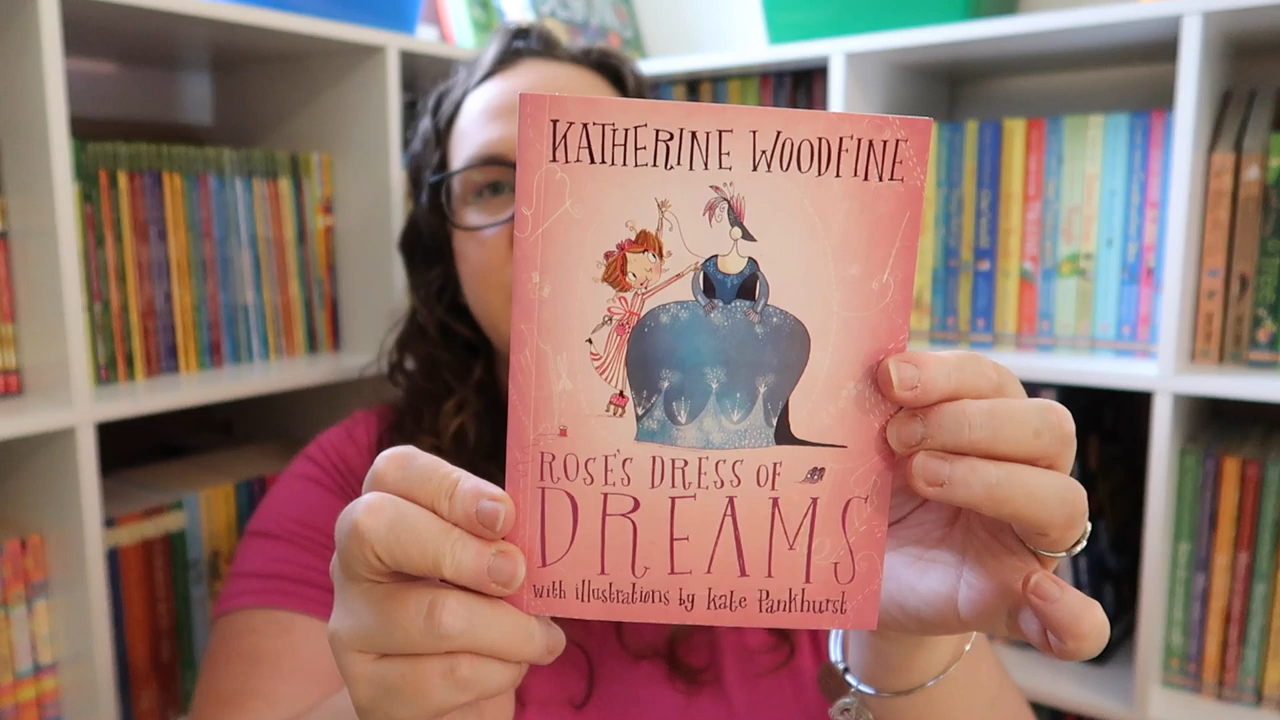 KATHERINE WOODFINE
ROSE'S DRESS OF
DREAMS
with illustrations by Kate Pankhurst